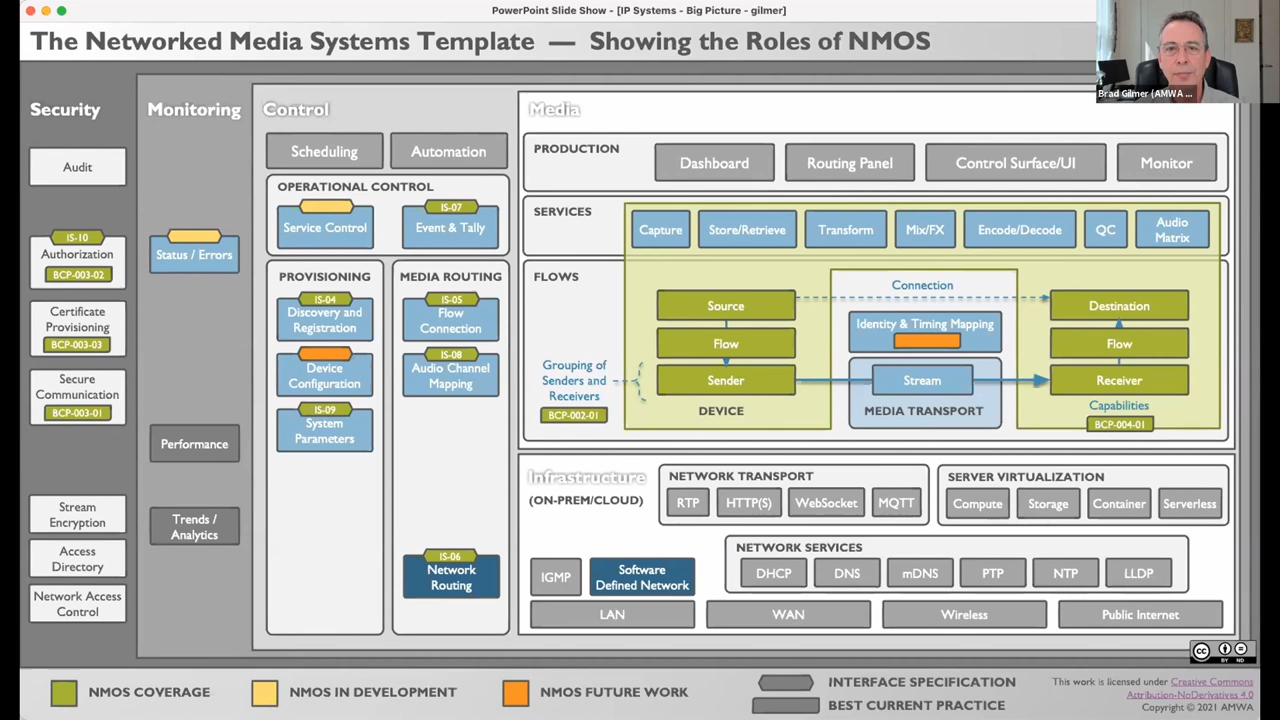 PowerPoint Slide Show - [IP Systems - Big Picture - gilmer]
The Networked Media Systems Template — Showing the Roles of NMOS
Brad Gilmer (AMWA ...
Security
Audit
IS-10
Authorization
BCP-003-02
Certificate
Provisioning
BCP-003-03
Secure
Communication
BCP-003-01
Stream
Encryption
Access
Directory
Network Access
Control
Monitoring
Status / Errors
Performance
Trends /
Analytics
Control
Scheduling
Automation
OPERATIONAL CONTROL
Service Control
IS-07
Event & Tally
PROVISIONING
IS-04
Discovery and
Registration
Device
Configuration
IS-09
System
Parameters
MEDIA ROUTING
IS-05
Flow
Connection
IS-08
Audio Channel
Mapping
IS-06
Network
Routing
Media
PRODUCTION
Dashboard
Routing Panel
Control Surface/UI
Monitor
SERVICES
Capture
Store/Retrieve
Transform
Mix/FX
Encode/Decode
QC
Audio
Matrix
FLOWS
Grouping of
Senders and
Receivers
BCP-002-01
Source
Flow
Sender
DEVICE
Connection
Identity & Timing Mapping
Stream
MEDIA TRANSPORT
Destination
Flow
Receiver
Capabilities
BCP-004-01
Infrastructure
(ON-PREM/CLOUD)
NETWORK TRANSPORT
RTP
HTTP(S)
WebSocket
MQTT
SERVER VIRTUALIZATION
Compute
Storage
Container
Serverless
IGMP
Software
Defined Network
NETWORK SERVICES
DHCP
DNS
mDNS
PTP
NTP
LLDP
LAN
WAN
Wireless
Public Internet
CC
BY ND
NMOS COVERAGE
NMOS IN DEVELOPMENT
NMOS FUTURE WORK
INTERFACE SPECIFICATION
BEST CURRENT PRACTICE
This work is licensed under Creative Commons
Attribution-NoDerivatives 4.0
Copyright © 2021 AMWA